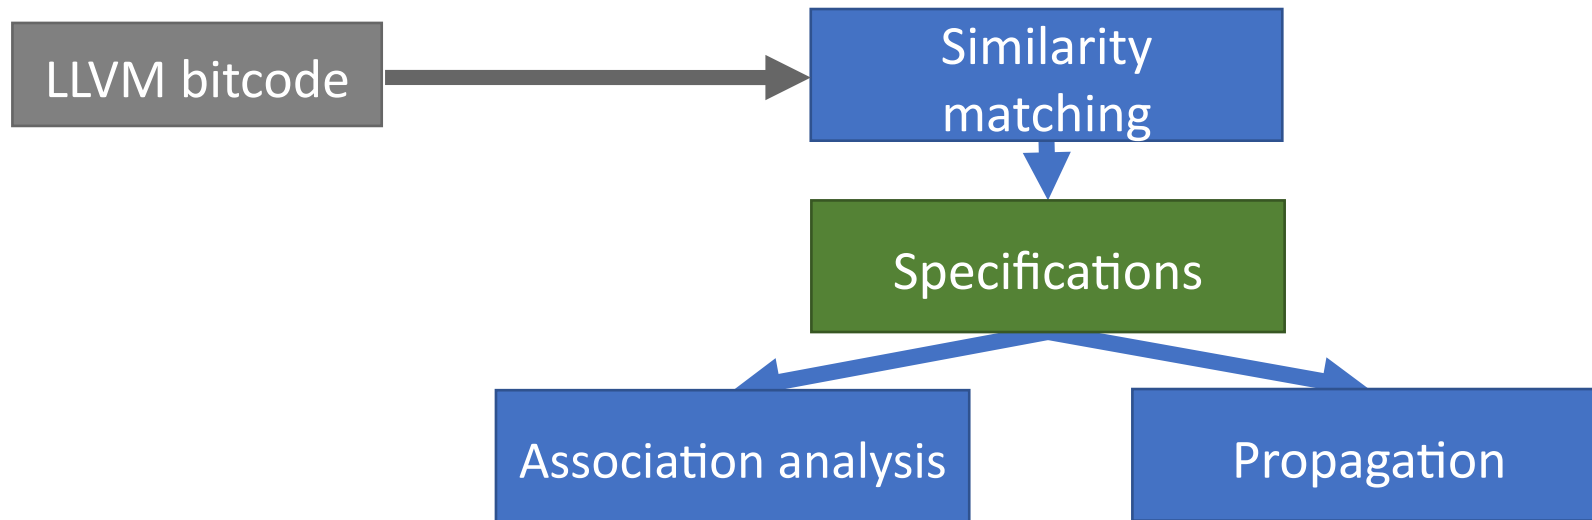 LLVM bitcode
Similarity
matching
Specifications
Association analysis
Propagation